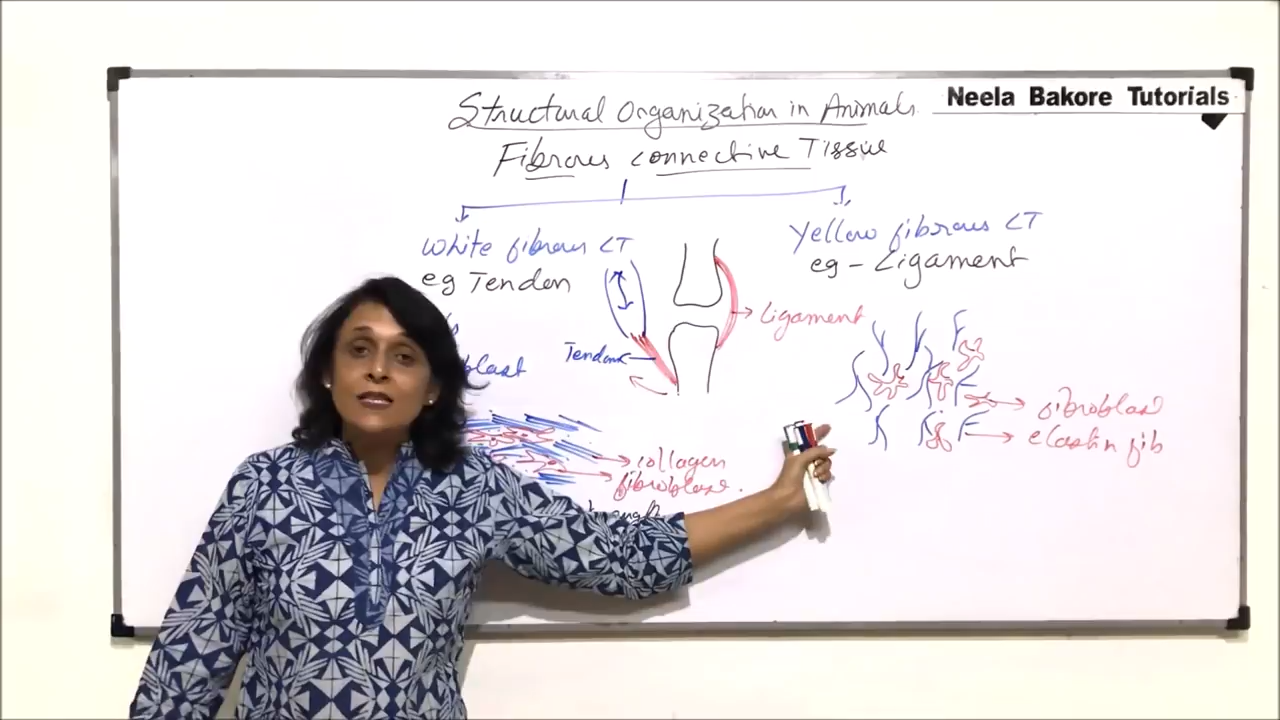 Structural Organization in Animals
Neela Bakore Tutorials
Fibrous connective Tissue
White fibrous CT
eg Tendon
Yellow fibrous CT
eg - Ligament
Ligament
Tendon
fibroblast
elastin fib
collagen
fibroblast.